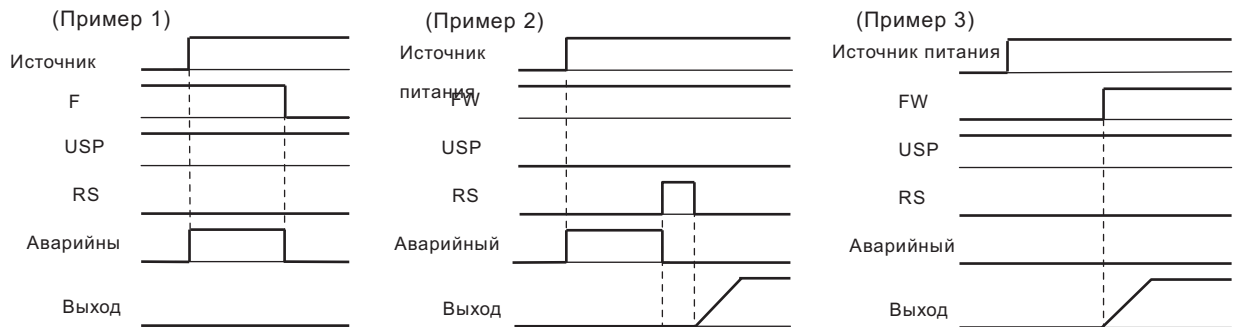 (Пример 1)
Источник
F
USP
RS
Аварийны
Выход
(Пример 2)
Источник
питания
FW
USP
RS
Аварийный
Выход
(Пример 3)
Источник питания
FW
USP
RS
Аварийный
Выход